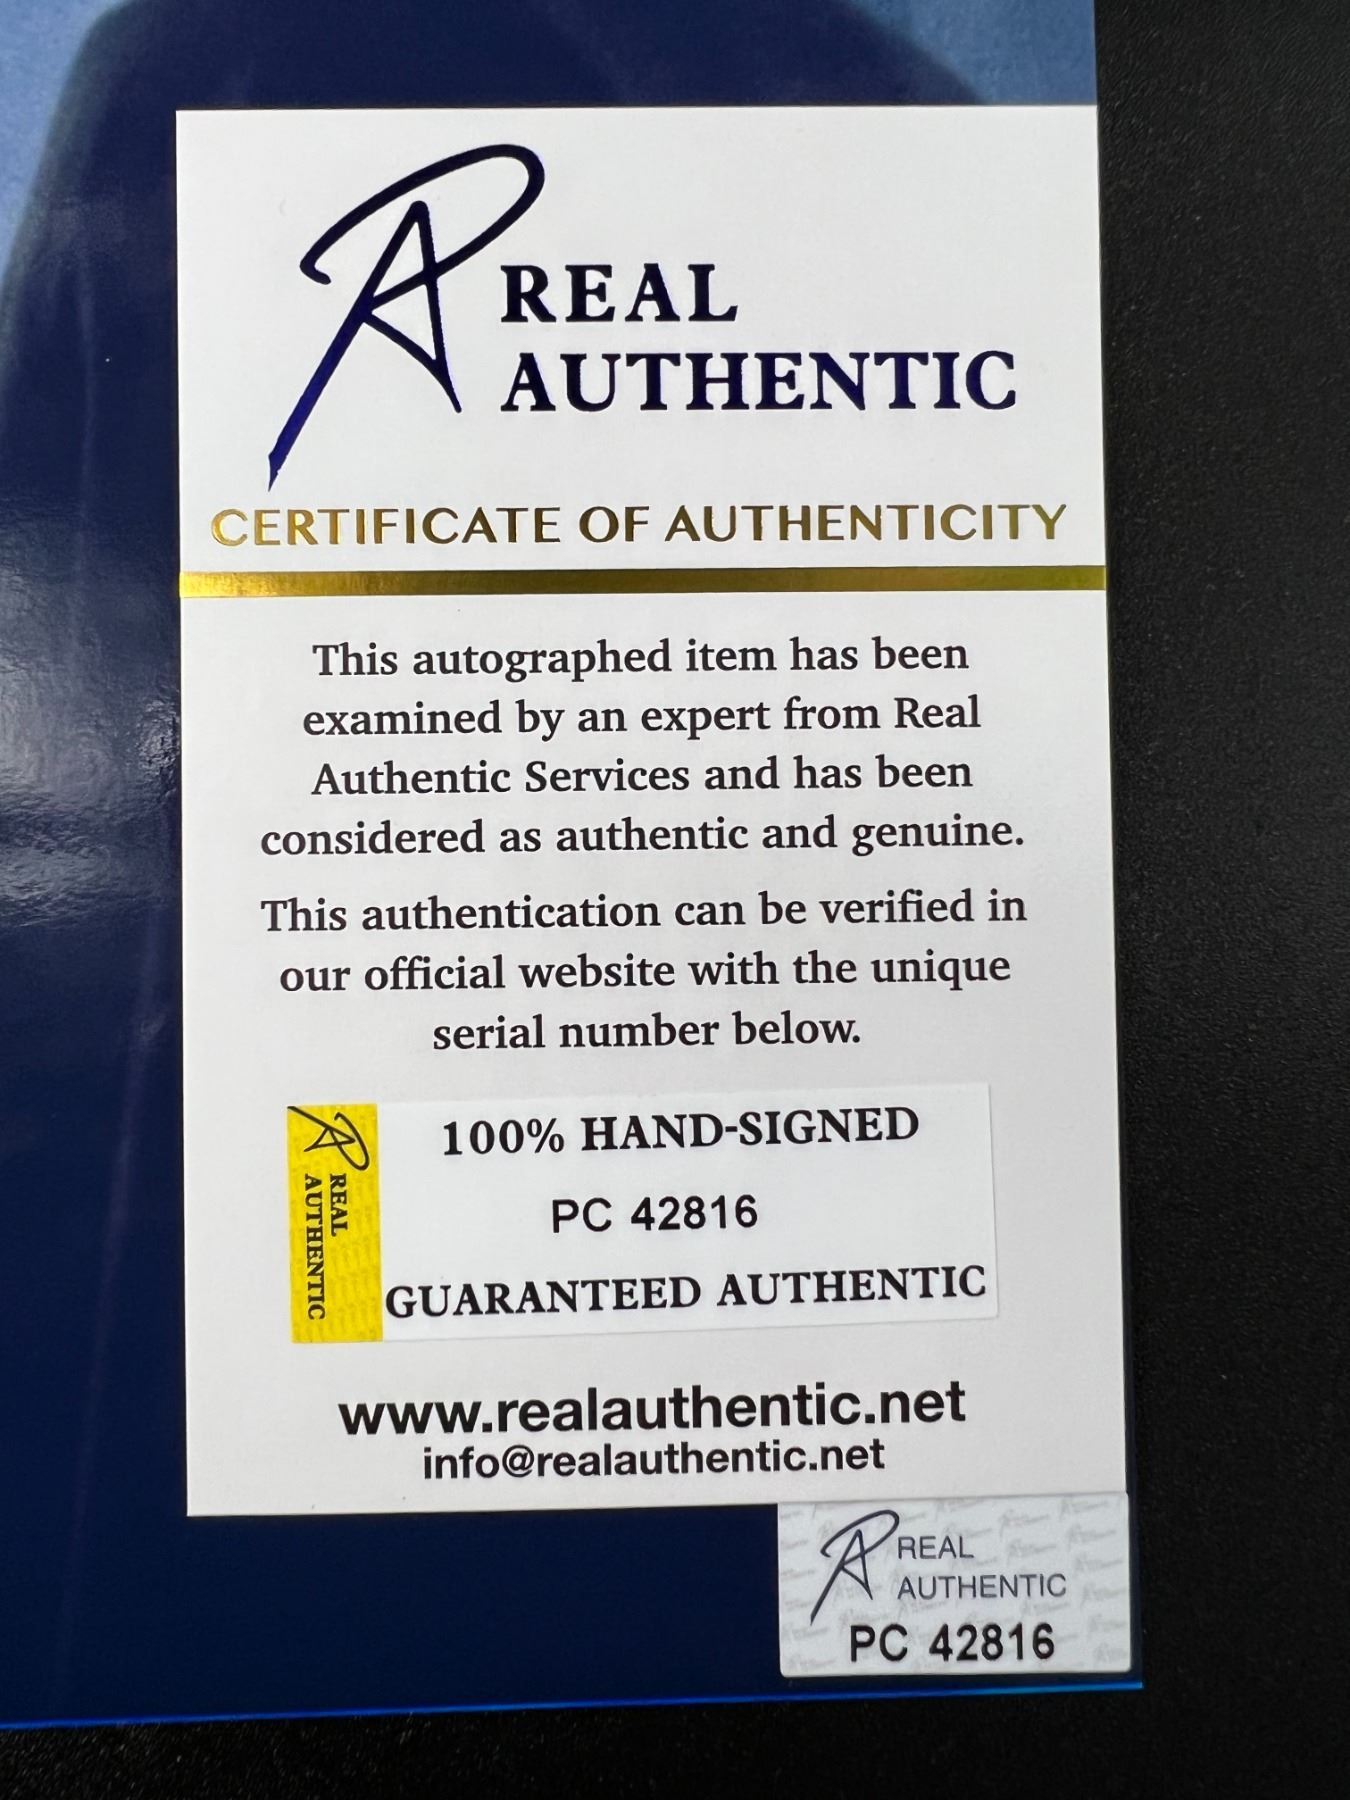 REAL
AUTHENTIC
CERTIFICATE OF AUTHENTICITY
This autographed item has been
examined by an expert from Real
Authentic Services and has been
considered as authentic and genuine.
This authentication can be verified in
our official website with the unique
serial number below.
REAL
AUTHENTIC
100% HAND-SIGNED
PC 42816
GUARANTEED AUTHENTIC
www.realauthentic.net
info@realauthentic.net
REAL
AUTHENTIC
PC 42816